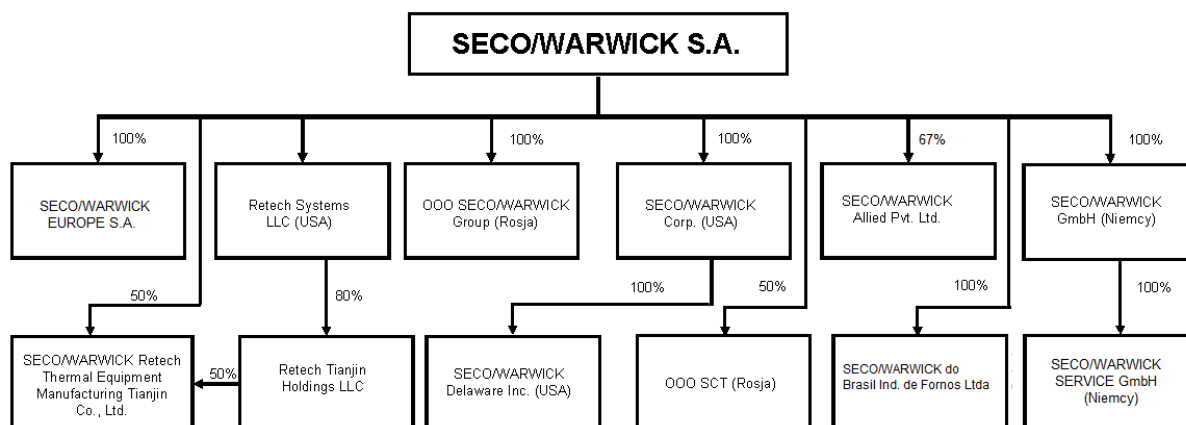 SECO/WARWICK S.A.
100%
100%
100%
67%
100%
SECO/WARWICK
EUROPE S.A.
Retech Systems
LLC (USA)
OOO SECO/WARWICK
Group (Rosja)
SECO/WARWICK
Corp. (USA)
SECO/WARWICK
Allied Pvt. Ltd.
SECO/WARWICK
GmbH (Niemcy)
50%
80%
100%
50%
100%
100%
SECO/WARWICK Retech
Thermal Equipment
Manufacturing Tianjin
Co., Ltd.
50%
Retech Tianjin
Holdings LLC
SECO/WARWICK
Delaware Inc. (USA)
OOO SCT (Rosja)
SECO/WARWICK do
Brasil Ind. de Fornos Ltda
SECO/WARWICK
SERVICE GmbH
(Niemcy)